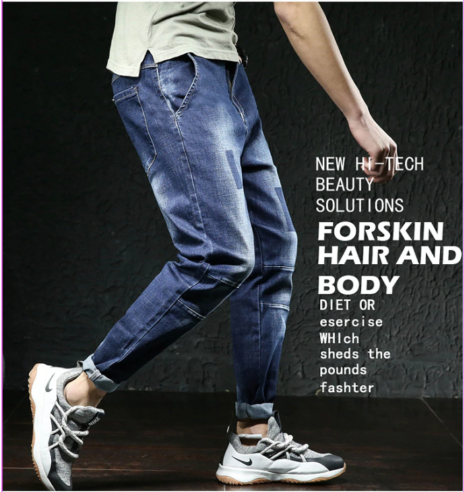 NEW HI-TECH
BEAUTY
SOLUTIONS
FORSKIN
HAIR AND
BODY
DIET OR
esercise
WHIch
sheds the
pounds
fashter